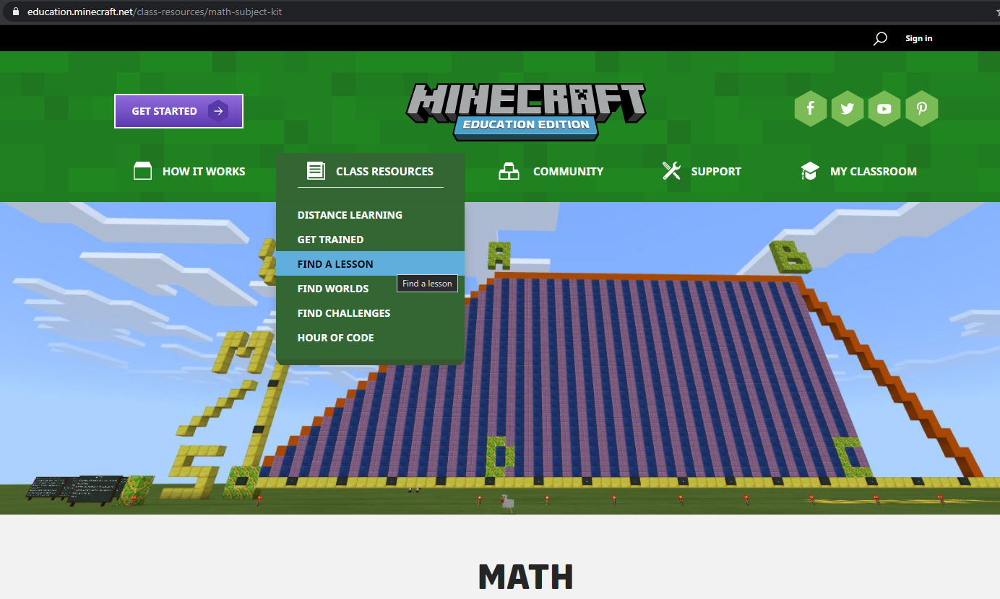 education.minecraft.net/class-resources/math-subject-kit
Sign in
GET STARTED
MINECRAFT
EDUCATION EDITION
HOW IT WORKS
CLASS RESOURCES
COMMUNITY
SUPPORT
MY CLASSROOM
DISTANCE LEARNING
GET TRAINED
FIND A LESSON
Find a lesson
FIND WORLDS
FIND CHALLENGES
HOUR OF CODE
A
B
M
/
S
D
C
MATH